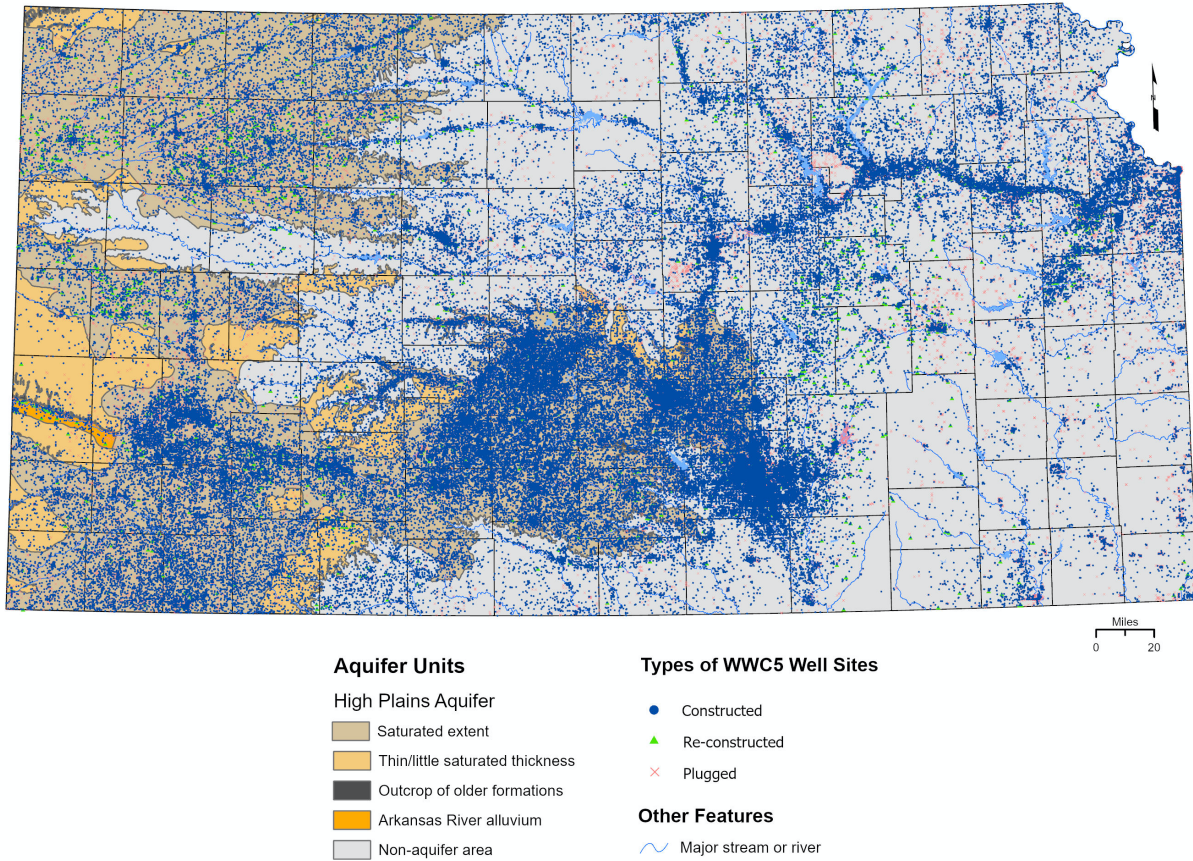 N
Miles
0 20
Aquifer Units
High Plains Aquifer
Saturated extent
Thin/little saturated thickness
Outcrop of older formations
Arkansas River alluvium
Non-aquifer area
Types of WWC5 Well Sites
Constructed
Re-constructed
Plugged
Other Features
Major stream or river